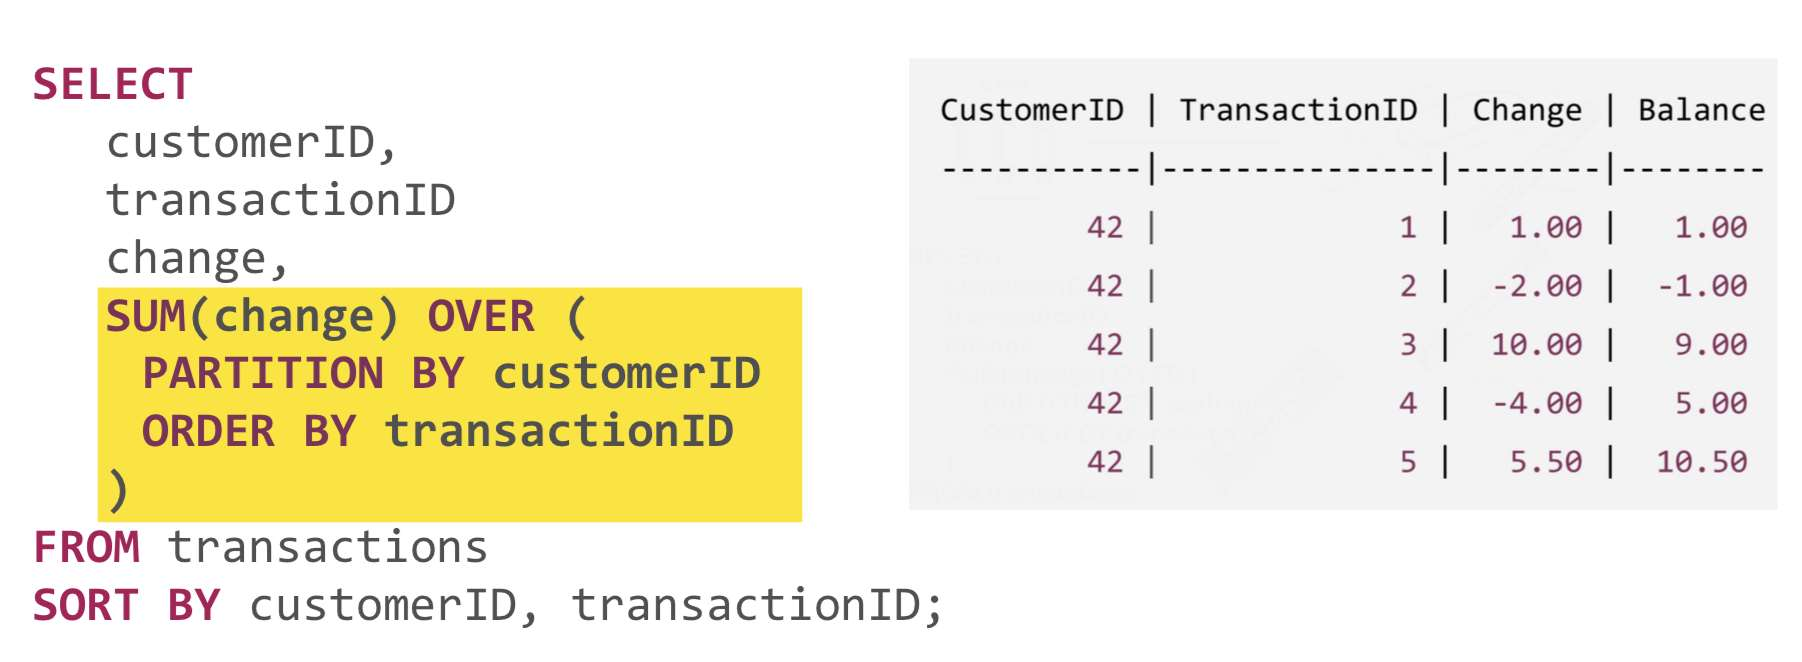 SELECT
customerID,
transactionID
change,
SUM(change) OVER (
PARTITION BY customerID
ORDER BY transactionID
)
FROM transactions
SORT BY customerID, transactionID;
CustomerID | TransactionID | Change | Balance
-----------|---------------|--------|--------
42 | 1 | 1.00 | 1.00
42 | 2 | -2.00 | -1.00
42 | 3 | 10.00 | 9.00
42 | 4 | -4.00 | 5.00
42 | 5 | 5.50 | 10.50